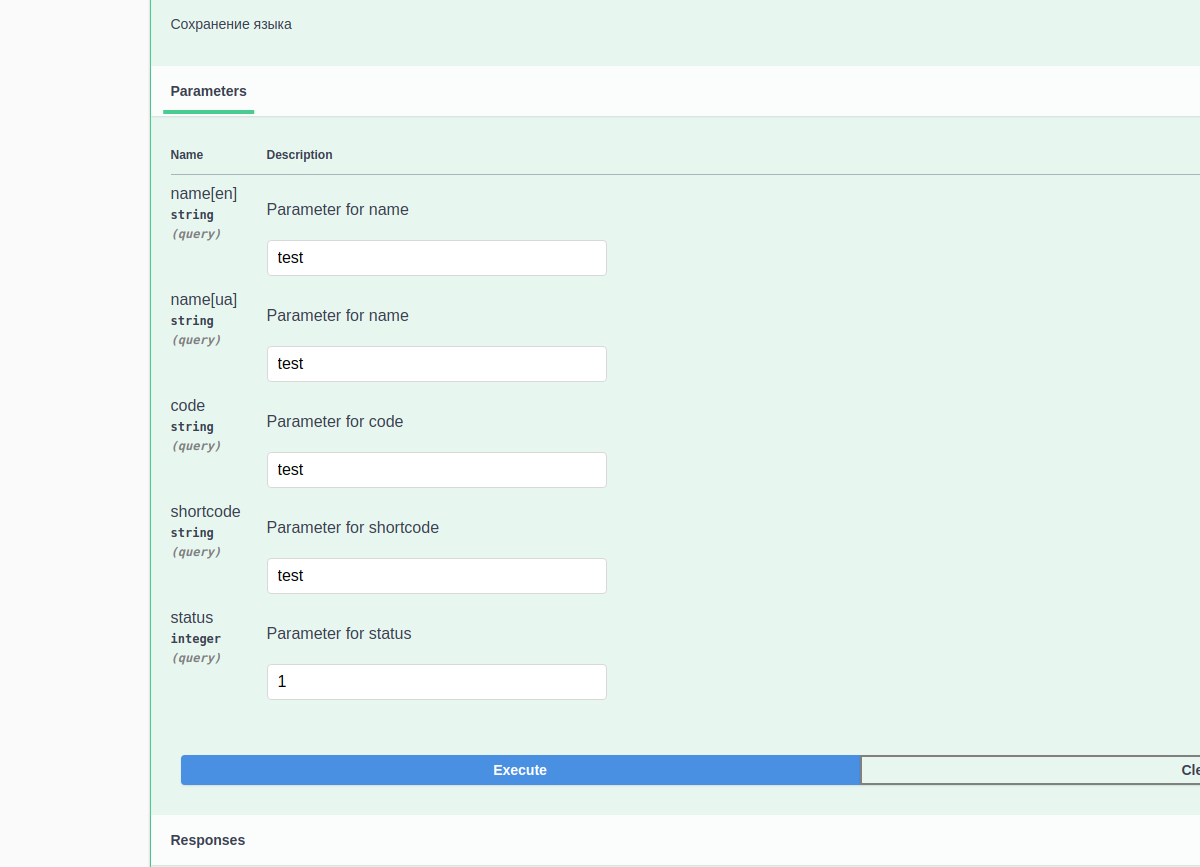 Сохранение языка
Parameters
Name Description
name[en]
string
(query)
Parameter for name
test
name[ua]
string
(query)
Parameter for name
test
code
string
(query)
Parameter for code
test
shortcode
string
(query)
Parameter for shortcode
test
status
integer
(query)
Parameter for status
1
Execute
Responses